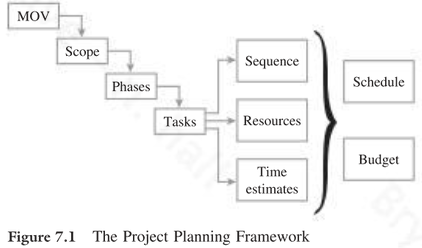 MOV
Scope
Phases
Tasks
Sequence
Resources
Time
estimates
Schedule
Budget
Figure 7.1 The Project Planning Framework